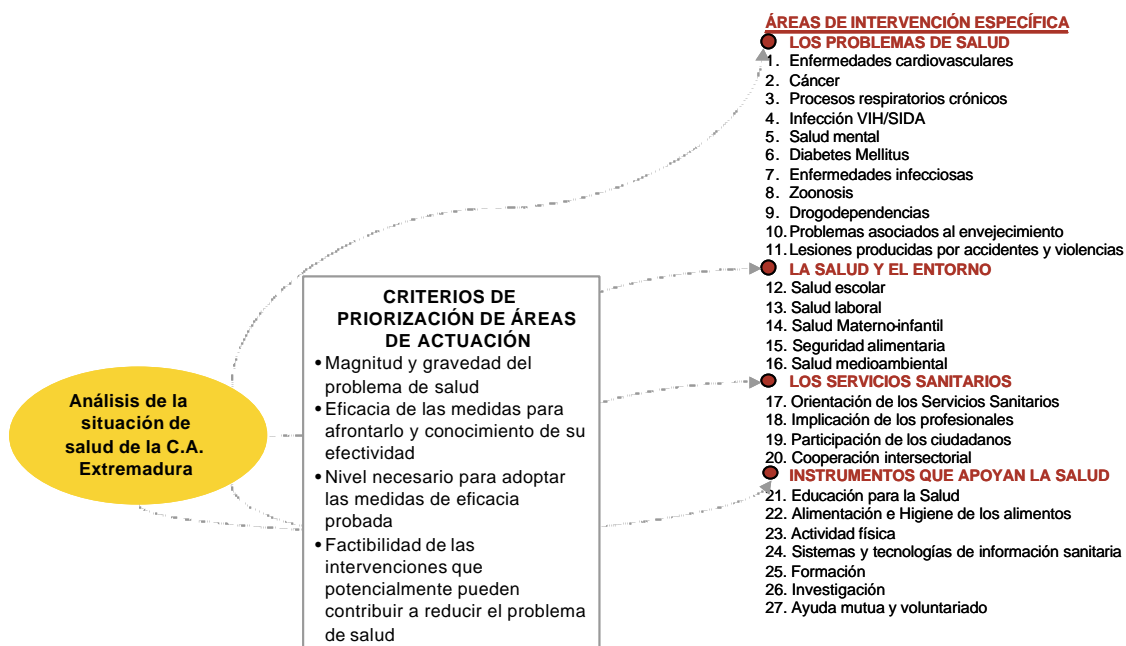 Análisis de la
situación de
salud de la C.A.
Extremadura
CRITERIOS DE
PRIORIZACIÓN DE ÁREAS
DE ACTUACIÓN
• Magnitud y gravedad del
problema de salud
• Eficacia de las medidas para
afrontarlo y conocimiento de su
efectividad
• Nivel necesario para adoptar
las medidas de eficacia
probada
• Factibilidad de las
intervenciones que
potencialmente pueden
contribuir a reducir el problema
de salud
ÁREAS DE INTERVENCIÓN ESPECÍFICA
LOS PROBLEMAS DE SALUD
1. Enfermedades cardiovasculares
2. Cáncer
3. Procesos respiratorios crónicos
4. Infección VIH/SIDA
5. Salud mental
6. Diabetes Mellitus
7. Enfermedades infecciosas
8. Zoonosis
9. Drogodependencias
10. Problemas asociados al envejecimiento
11. Lesiones producidas por accidentes y violencias
LA SALUD Y EL ENTORNO
12. Salud escolar
13. Salud laboral
14. Salud Materno-infantil
15. Seguridad alimentaria
16. Salud medioambiental
LOS SERVICIOS SANITARIOS
17. Orientación de los Servicios Sanitarios
18. Implicación de los profesionales
19. Participación de los ciudadanos
20. Cooperación intersectorial
INSTRUMENTOS QUE APOYAN LA SALUD
21. Educación para la Salud
22. Alimentación e Higiene de los alimentos
23. Actividad física
24. Sistemas y tecnologías de información sanitaria
25. Formación
26. Investigación
27. Ayuda mutua y voluntariado